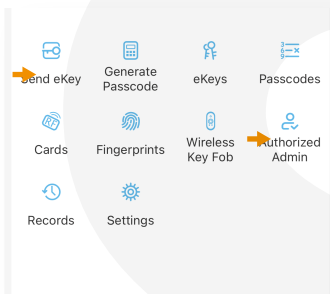 Send eKey
Generate
Passcode
eKeys
Passcodes
Cards
Fingerprints
Wireless
Key Fob
Authorized
Admin
Records
Settings